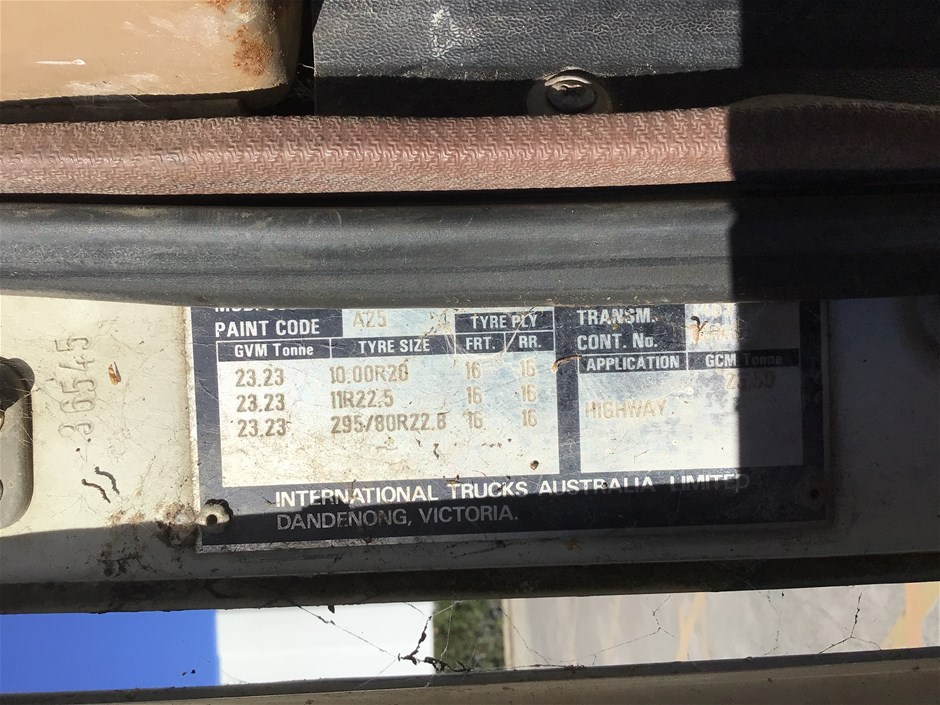 PAINT CODE A25
TYRE PLY
TRANSM.
CONT. No.
GVM Tonne TYRE SIZE FRT. RR.
APPLICATION GCM Tonne
23.23 10.00R20 16 16
23.23 11R22.5 16 16
23.23 295/80R22.8 16 16
HIGHWAY
INTERNATIONAL TRUCKS AUSTRALIA LIMITED
DANDENONG, VICTORIA.
36545